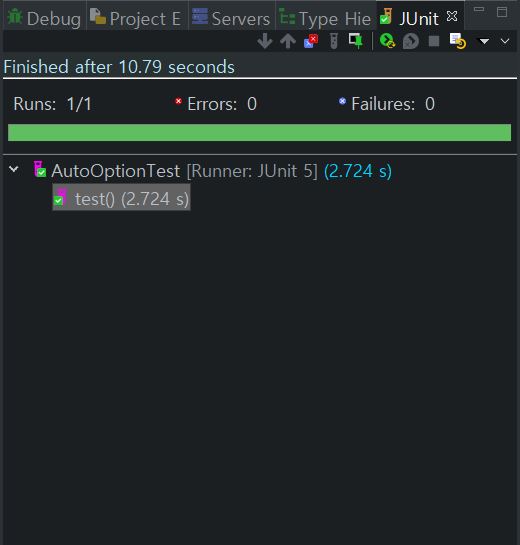 Debug Project E Servers Type Hie JUnit
Finished after 10.79 seconds
Runs: 1/1 Errors: 0 Failures: 0
AutoOptionTest [Runner: JUnit 5] (2.724 s)
test() (2.724 s)